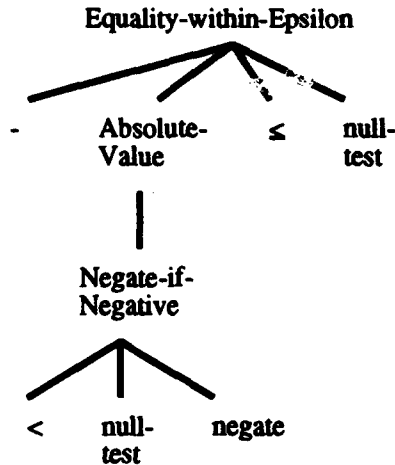 Equality-within-Epsilon
- Absolute- ≤ null-
Value test
Negate-if-
Negative
< null- negate
test